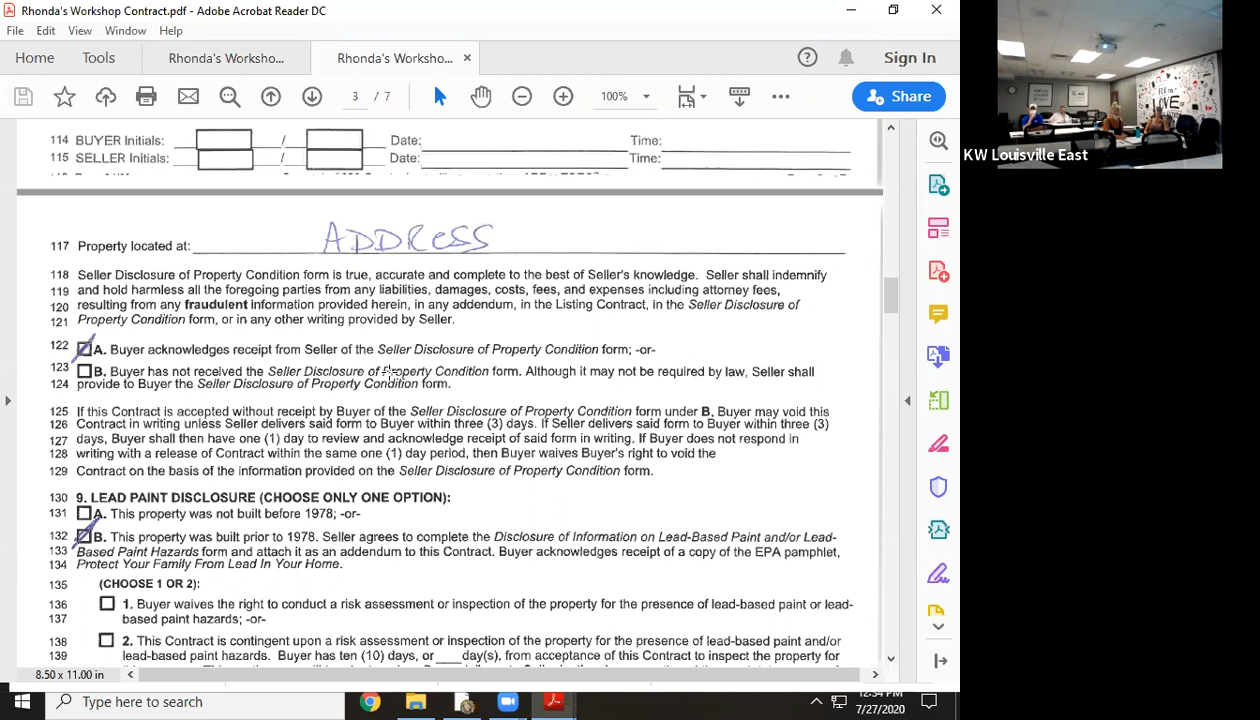 Rhonda's Workshop Contract.pdf - Adobe Acrobat Reader DC
File Edit View Window Help
Home Tools Rhonda's Worksho... Rhonda's Worksho... × Sign In
3 / 7 100% Share
114 BUYER Initials: / Date: Time:
115 SELLER Initials: / Date: Time:
117 Property located at: ADDRESS
118 Seller Disclosure of Property Condition form is true, accurate and complete to the best of Seller's knowledge. Seller shall indemnify
119 and hold harmless all the foregoing parties from any liabilities, damages, costs, fees, and expenses including attorney fees,
120 resulting from any fraudulent information provided herein, in any addendum, in the Listing Contract, in the Seller Disclosure of
121 Property Condition form, or in any other writing provided by Seller.
122 A. Buyer acknowledges receipt from Seller of the Seller Disclosure of Property Condition form; -or-
123 B. Buyer has not received the Seller Disclosure of Property Condition form. Although it may not be required by law, Seller shall
124 provide to Buyer the Seller Disclosure of Property Condition form.
125 If this Contract is accepted without receipt by Buyer of the Seller Disclosure of Property Condition form under B, Buyer may void this
126 Contract in writing unless Seller delivers said form to Buyer within three (3) days. If Seller delivers said form to Buyer within three (3)
127 days, Buyer shall then have one (1) day to review and acknowledge receipt of said form in writing. If Buyer does not respond in
128 writing with a release of Contract within the same one (1) day period, then Buyer waives Buyer's right to void the
129 Contract on the basis of the information provided on the Seller Disclosure of Property Condition form.
130 9. LEAD PAINT DISCLOSURE (CHOOSE ONLY ONE OPTION):
131 A. This property was not built before 1978; -or-
132 B. This property was built prior to 1978. Seller agrees to complete the Disclosure of Information on Lead-Based Paint and/or Lead-
133 Based Paint Hazards form and attach it as an addendum to this Contract. Buyer acknowledges receipt of a copy of the EPA pamphlet,
134 Protect Your Family From Lead In Your Home.
135 (CHOOSE 1 OR 2):
136 1. Buyer waives the right to conduct a risk assessment or inspection of the property for the presence of lead-based paint or lead-
137 based paint hazards; -or-
138 2. This Contract is contingent upon a risk assessment or inspection of the property for the presence of lead-based paint and/or
139 lead-based paint hazards. Buyer has ten (10) days, or ____day(s), from acceptance of this Contract to inspect the property for
8.50 x 11.00 in
Type here to search
12:34 PM
7/27/2020
LOVE
KW Louisville East